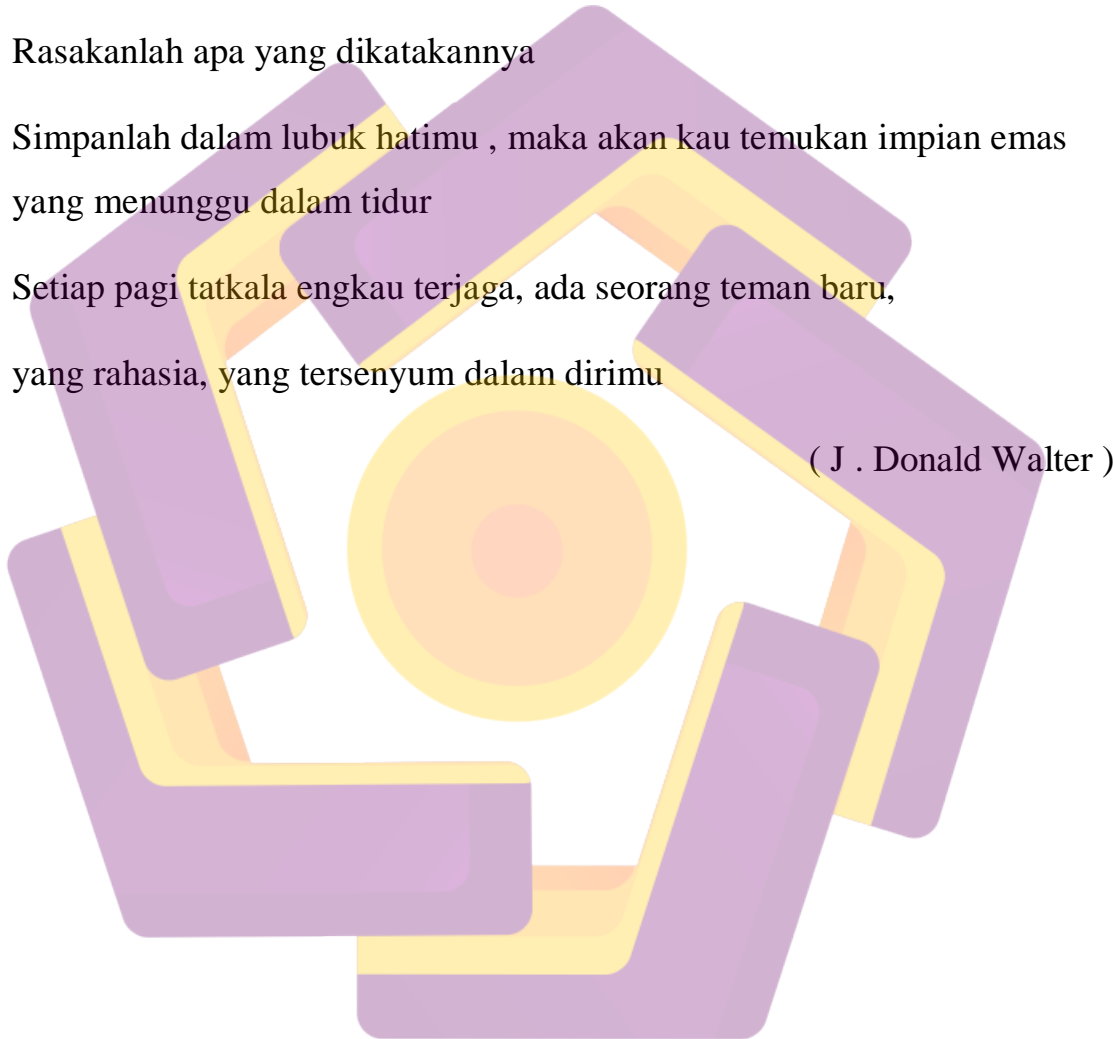 Rasakanlah apa yang dikatakannya
Simpanlah dalam lubuk hatimu , maka akan kau temukan impian emas
yang menunggu dalam tidur
Setiap pagi tatkala engkau terjaga, ada seorang teman baru,
yang rahasia, yang tersenyum dalam dirimu
( J . Donald Walter )